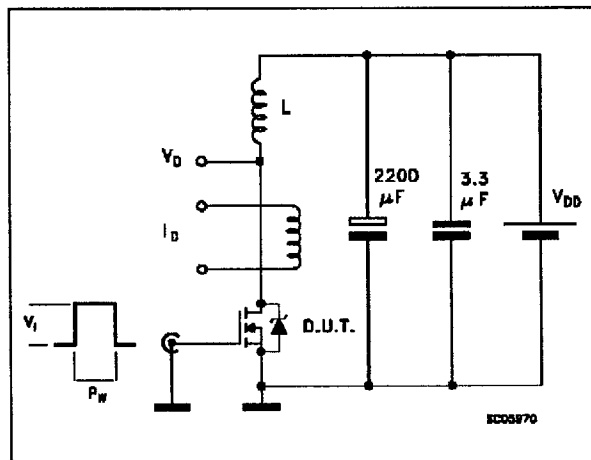 L
V_D
2200
μF
3.3
μF
V_DD
I_D
D.U.T.
V_i
P_W
SC05970